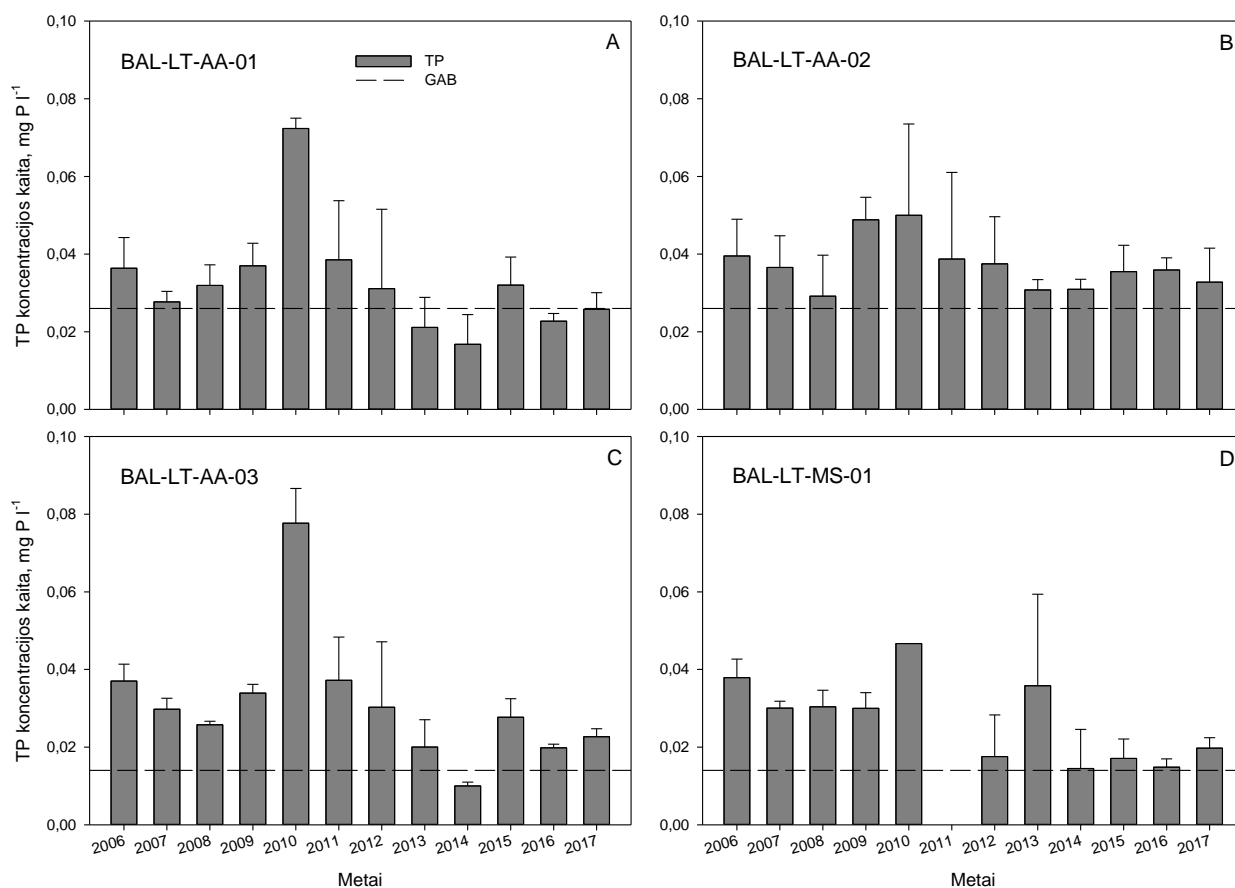 A
BAL-LT-AA-01
TP
GAB
TP koncentracijos kaita, mg P l-1
0,10
0,08
0,06
0,04
0,02
0,00
B
BAL-LT-AA-02
0,10
0,08
0,06
0,04
0,02
0,00
C
BAL-LT-AA-03
TP koncentracijos kaita, mg P l-1
0,10
0,08
0,06
0,04
0,02
0,00
2006 2007 2008 2009 2010 2011 2012 2013 2014 2015 2016 2017
Metai
D
BAL-LT-MS-01
0,10
0,08
0,06
0,04
0,02
0,00
2006 2007 2008 2009 2010 2011 2012 2013 2014 2015 2016 2017
Metai